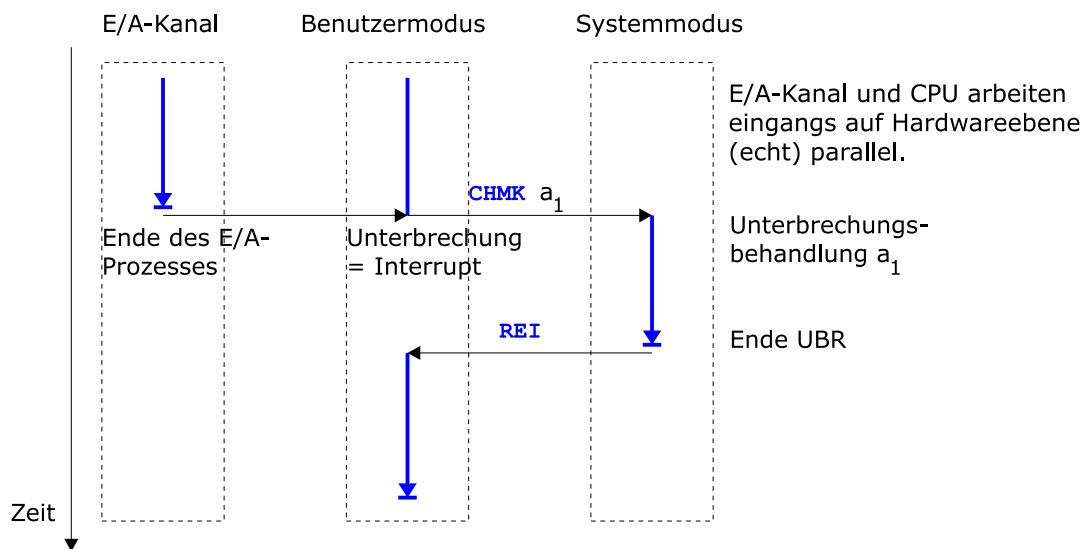 E/A-Kanal
Benutzermodus
Systemmodus
E/A-Kanal und CPU arbeiten
eingangs auf Hardwareebene
(echt) parallel.
CHMK a1
Ende des E/A-
Prozesses
Unterbrechung
= Interrupt
Unterbrechungs-
behandlung a1
REI
Ende UBR
Zeit